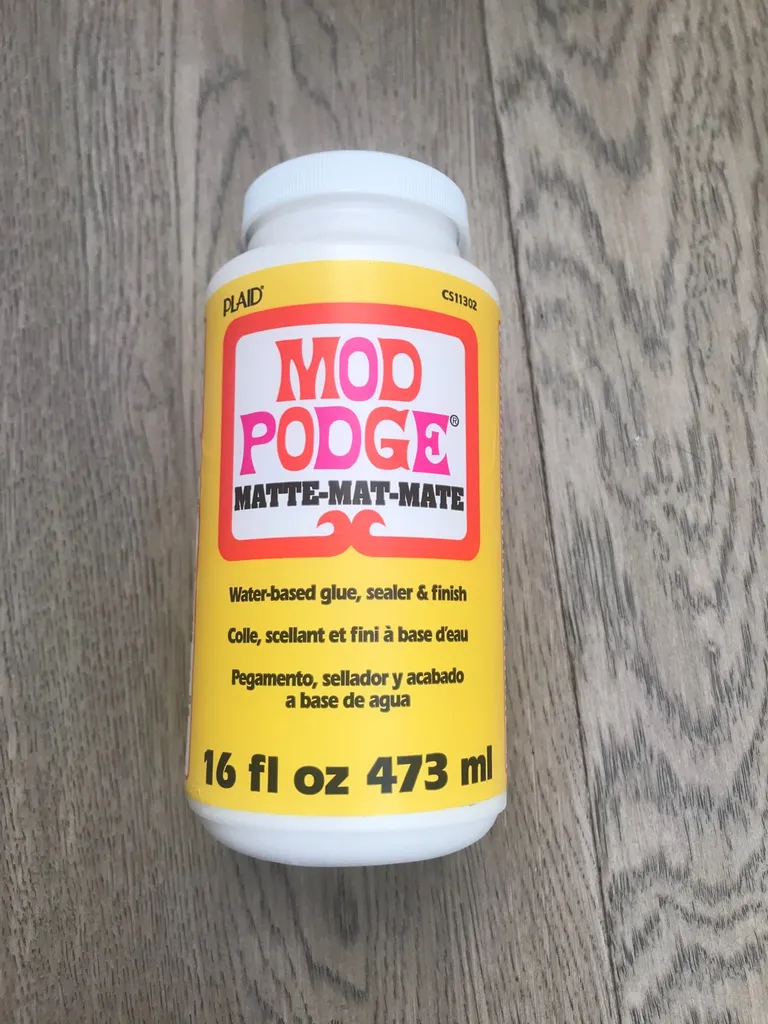 PLAID®
CS11302
MOD
PODGE®
MATTE-MAT-MATE
Water-based glue, sealer & finish
Colle, scellant et fini à base d'eau
Pegamento, sellador y acabado
a base de agua
16 fl oz 473 ml